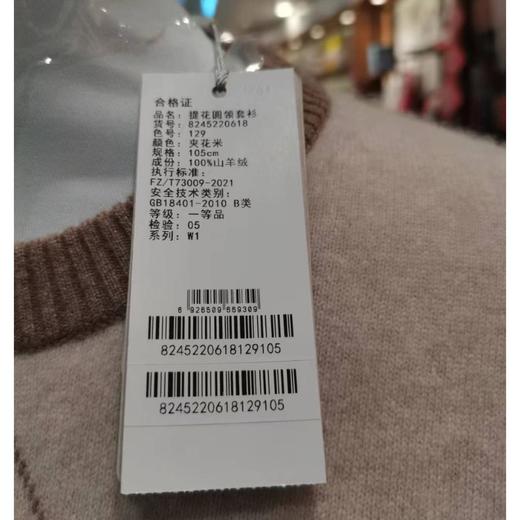 合格证
品名: 提花圆领套衫
货号: 8245220618
色号: 129
颜色: 夹花米
规格: 105cm
成份: 100%山羊绒
执行标准:
FZ/T73009-2021
安全技术类别:
GB18401-2010 B类
等级: 一等品
检验: 05
系列: W1
6 926509 669309
8245220618129105
8245220618129105